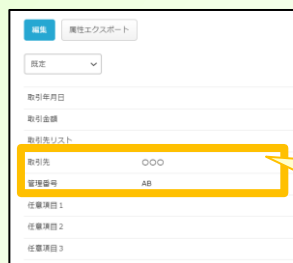 編集 属性エクスポート
既定
取引年月日
取引金額
取引先リスト
取引先 〇〇〇
管理番号 AB
任意項目1
任意項目2
任意項目3